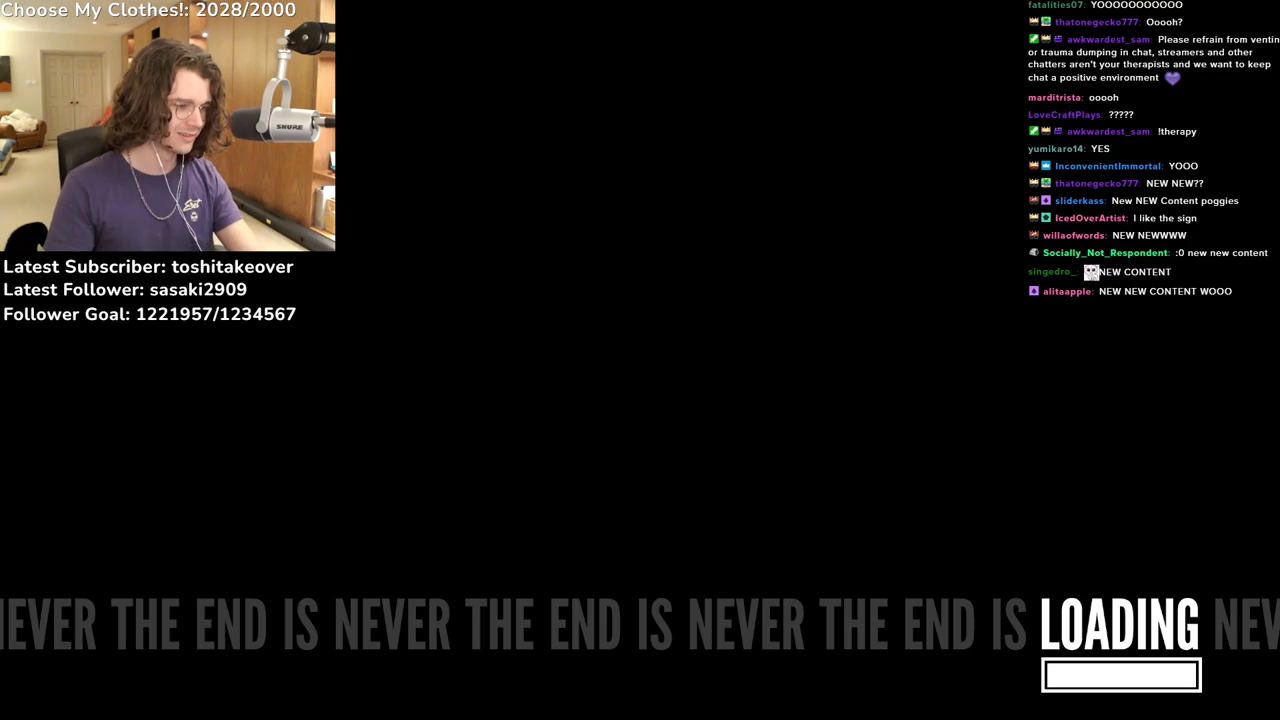 Choose My Clothes!: 2028/2000
SHURE
Latest Subscriber: toshitakeover
Latest Follower: sasaki2909
Follower Goal: 1221957/1234567
fatalities07: YOOOOOOOOOOO
thatonegecko777: Ooooh?
awkwardest_sam: Please refrain from ventin
or trauma dumping in chat, streamers and other
chatters aren't your therapists and we want to keep
chat a positive environment
marditrista: ooooh
LoveCraftPlays: ?????
awkwardest_sam: !therapy
yumikaro14: YES
InconvenientImmortal: YOOO
thatonegecko777: NEW NEW??
sliderkass: New NEW Content poggies
IcedOverArtist: I like the sign
willaofwords: NEW NEWWWW
Socially_Not_Respondent: :0 new new content
singedro_: NEW CONTENT
alitaapple: NEW NEW CONTENT WOOO
NEVER THE END IS NEVER THE END IS NEVER THE END IS LOADING NEV